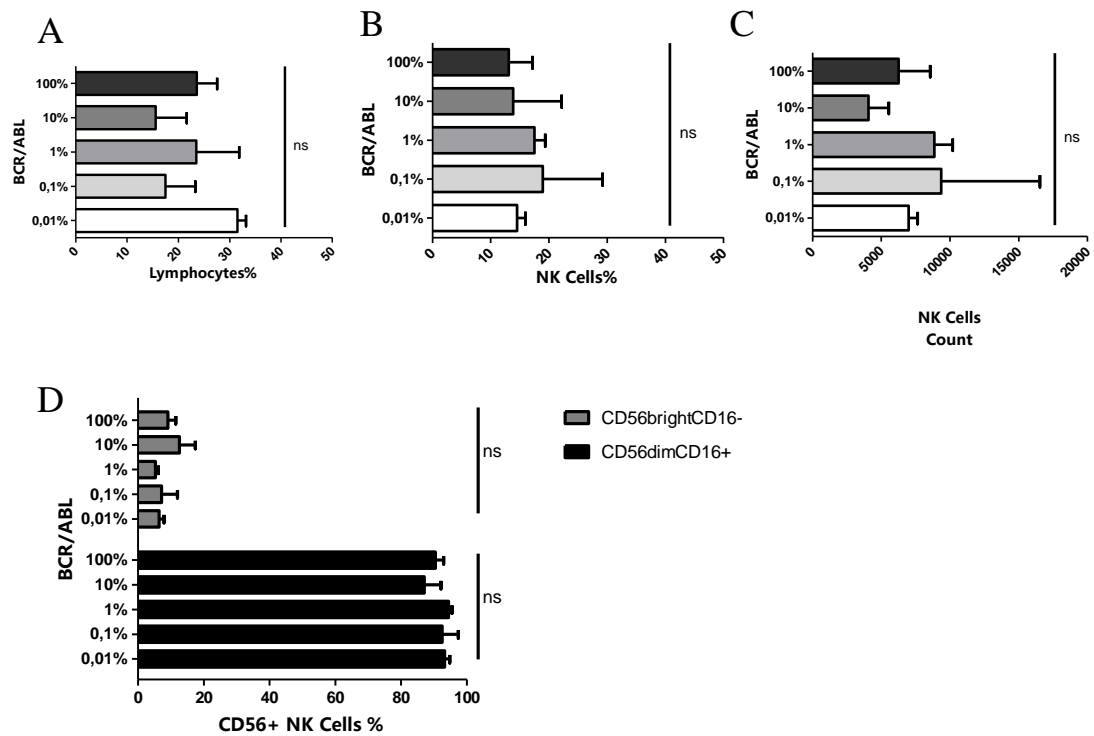 A
BCR/ABL
100%
10%
1%
0,1%
0,01%
0 10 20 30 40 50
Lymphocytes%
ns
B
BCR/ABL
100%
10%
1%
0,1%
0,01%
0 10 20 30 40 50
NK Cells%
ns
C
BCR/ABL
100%
10%
1%
0,1%
0,01%
0 5000 10000 15000 20000
NK Cells
Count
ns
D
BCR/ABL
100%
10%
1%
0,1%
0,01%
ns
100%
10%
1%
0,1%
0,01%
ns
0 20 40 60 80 100
CD56+ NK Cells %
CD56brightCD16-
CD56dimCD16+